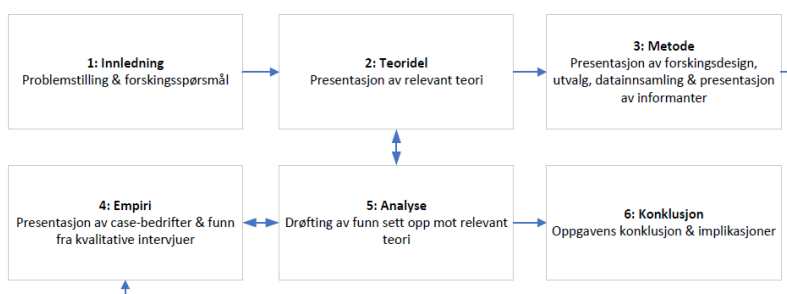 1: Innledning
Problemstilling & forskingsspørsmål
2: Teoridel
Presentasjon av relevant teori
3: Metode
Presentasjon av forskingsdesign,
utvalg, datainnsamling & presentasjon
av informanter
4: Empiri
Presentasjon av case-bedrifter & funn
fra kvalitative intervjuer
5: Analyse
Drøfting av funn sett opp mot relevant
teori
6: Konklusjon
Oppgavens konklusjon & implikasjoner